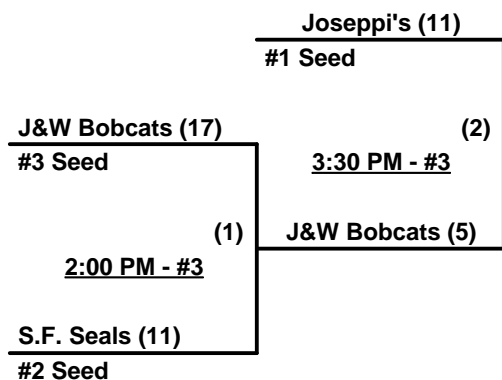 Joseppi's (11)
#1 Seed
J&W Bobcats (17)
(2)
#3 Seed
3:30 PM - #3
(1)
J&W Bobcats (5)
2:00 PM - #3
S.F. Seals (11)
#2 Seed